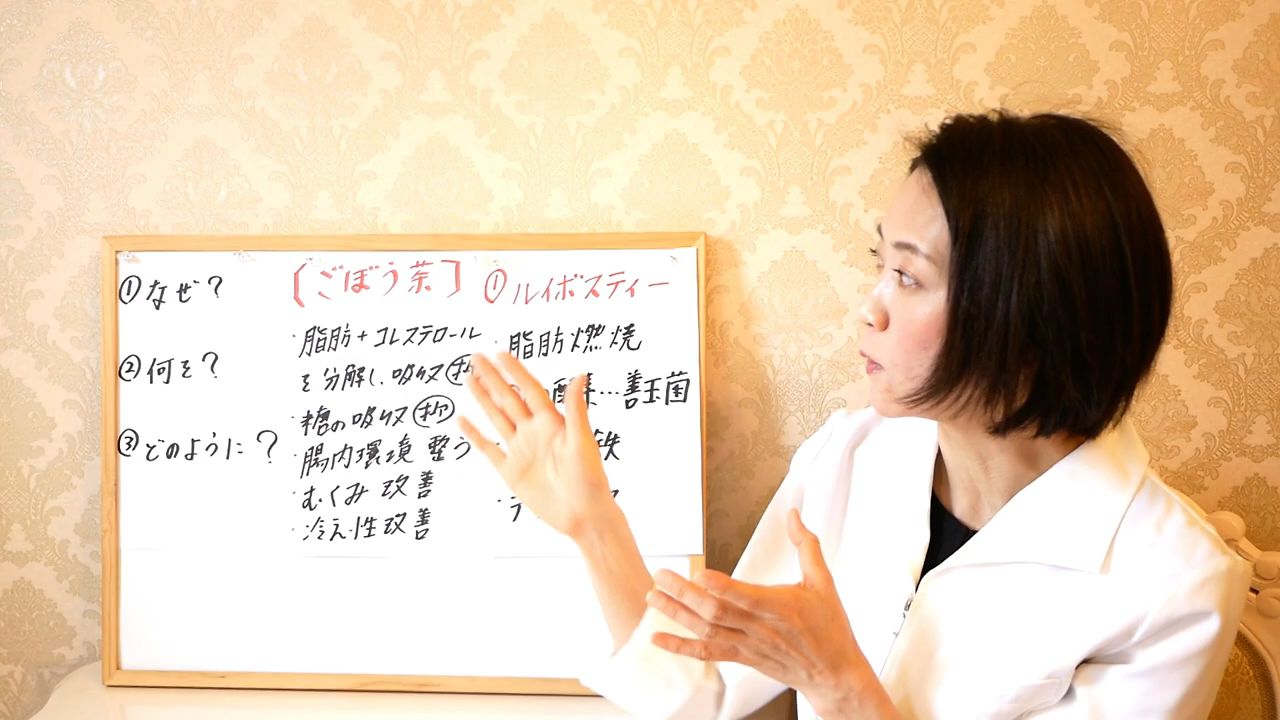 ①なぜ?
②何を?
③どのように?
〔ごぼう茶〕
・脂肪+コレステロール
を分解し、吸収抑
・糖の吸収抑
・腸内環境 整う
・むくみ 改善
・冷え性改善
①ルイボスティー
・脂肪燃焼
…善玉菌
鉄